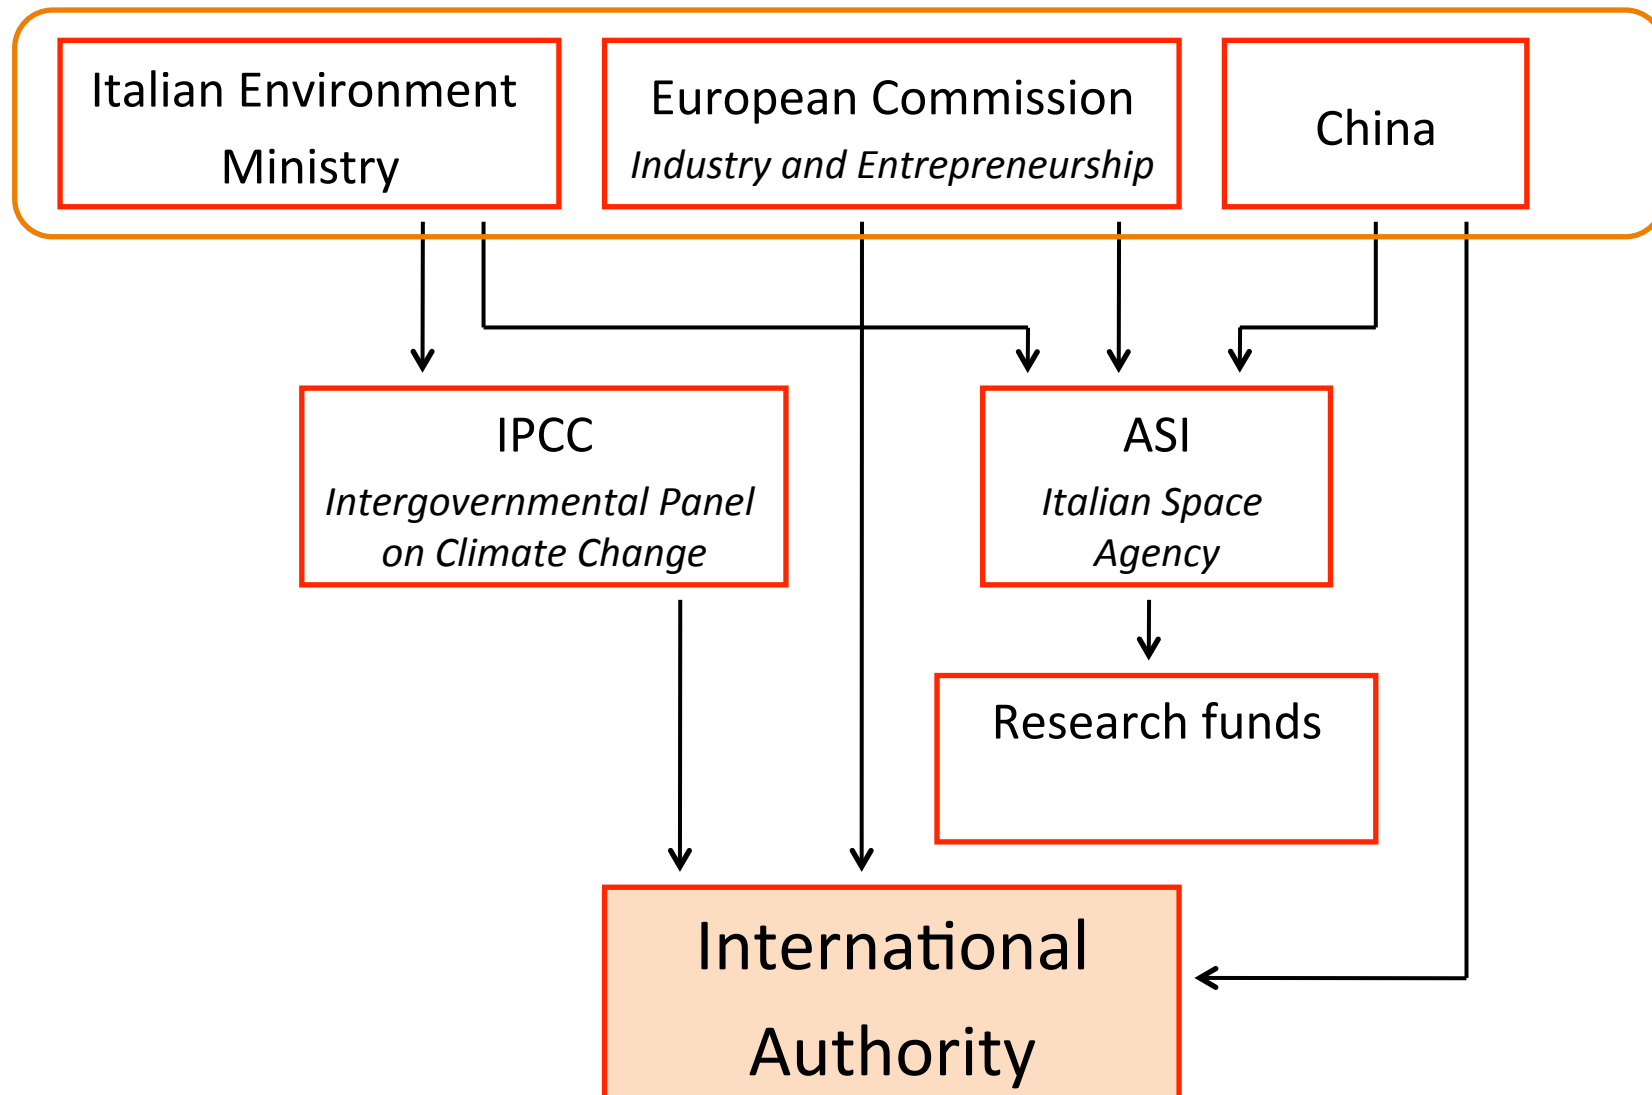 Italian Environment
Ministry
European Commission
Industry and Entrepreneurship
China
IPCC
Intergovernmental Panel
on Climate Change
ASI
Italian Space
Agency
Research funds
International
Authority